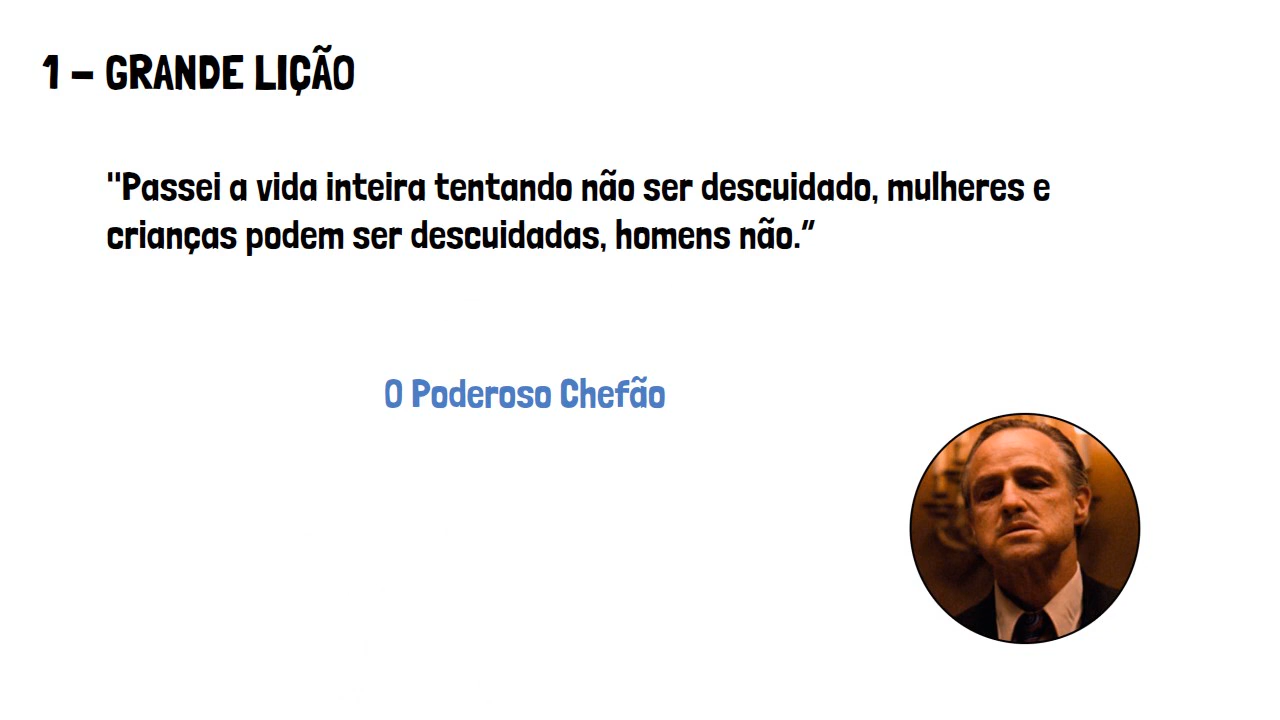 1 – GRANDE LIÇÃO
"Passei a vida inteira tentando não ser descuidado, mulheres e
crianças podem ser descuidadas, homens não.”
O Poderoso Chefão